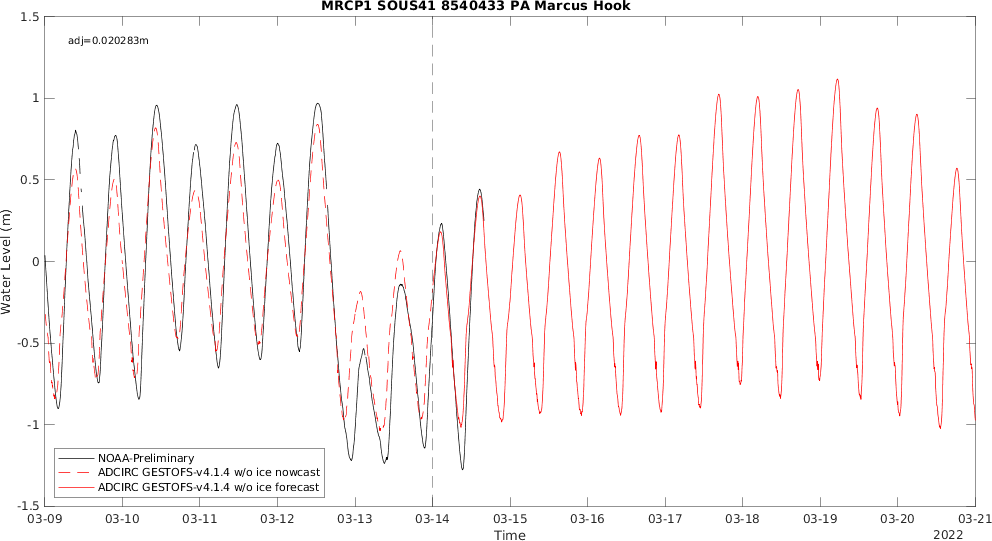 MRCP1 SOUS41 8540433 PA Marcus Hook
1.5
adj=0.020283m
1
0.5
0
-0.5
-1
-1.5
Water Level (m)
NOAA-Preliminary
ADCIRC GESTOFS-v4.1.4 w/o ice nowcast
ADCIRC GESTOFS-v4.1.4 w/o ice forecast
03-09 03-10 03-11 03-12 03-13 03-14 03-15 03-16 03-17 03-18 03-19 03-20 03-21
Time
2022